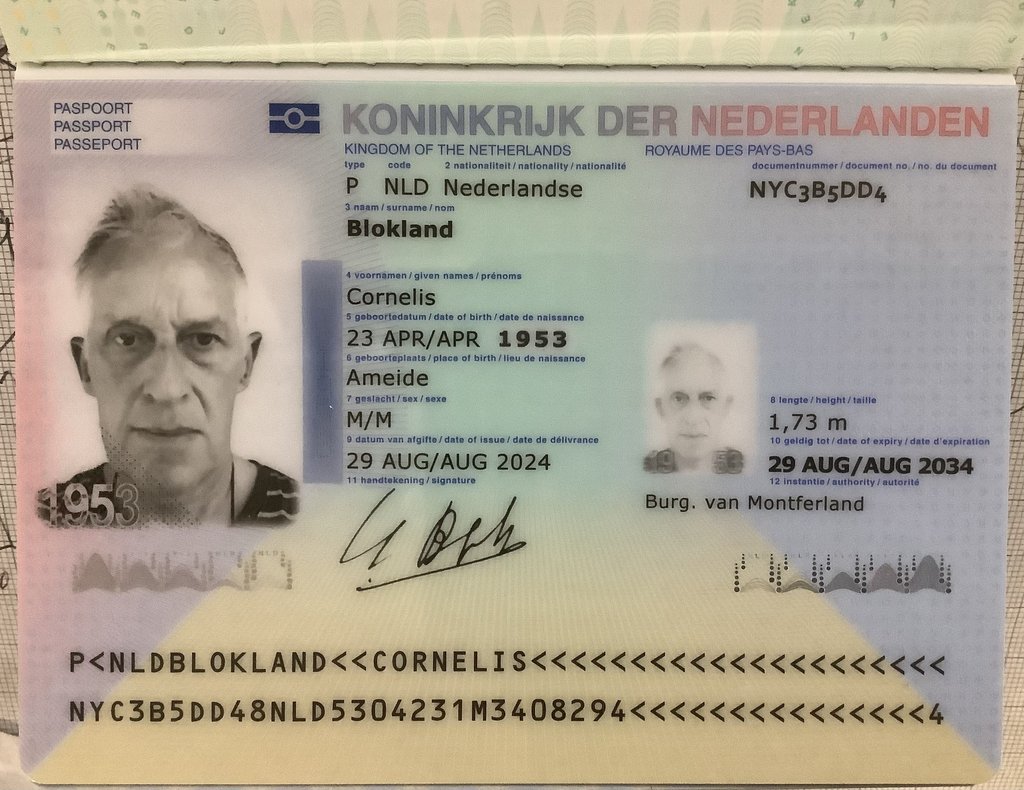 PASPOORT
PASSPORT
PASSEPORT
KONINKRIJK DER NEDERLANDEN
KINGDOM OF THE NETHERLANDS ROYAUME DES PAYS-BAS
type code 2 nationaliteit / nationality / nationalité documentnummer / document no. / no. du document
P NLD Nederlandse NYC3B5DD4
3 naam / surname / nom
Blokland
4 voornamen / given names / prénoms
Cornelis
5 geboortedatum / date of birth / date de naissance
23 APR/APR 1953
6 geboorteplaats / place of birth / lieu de naissance
Ameide
7 geslacht / sex / sexe 8 lengte / height / taille
M/M 1,73 m
9 datum van afgifte / date of issue / date de délivrance 10 geldig tot / date of expiry / date d'expiration
29 AUG/AUG 2024 29 AUG/AUG 2034
11 handtekening / signature 12 instantie / authority / autorité
Burg. van Montferland
1953
P<NLDBLOKLAND<<CORNELIS<<<<<<<<<<<<<<<<<<<<<
NYC3B5DD48NLD5304231M3408294<<<<<<<<<<<<<<<4